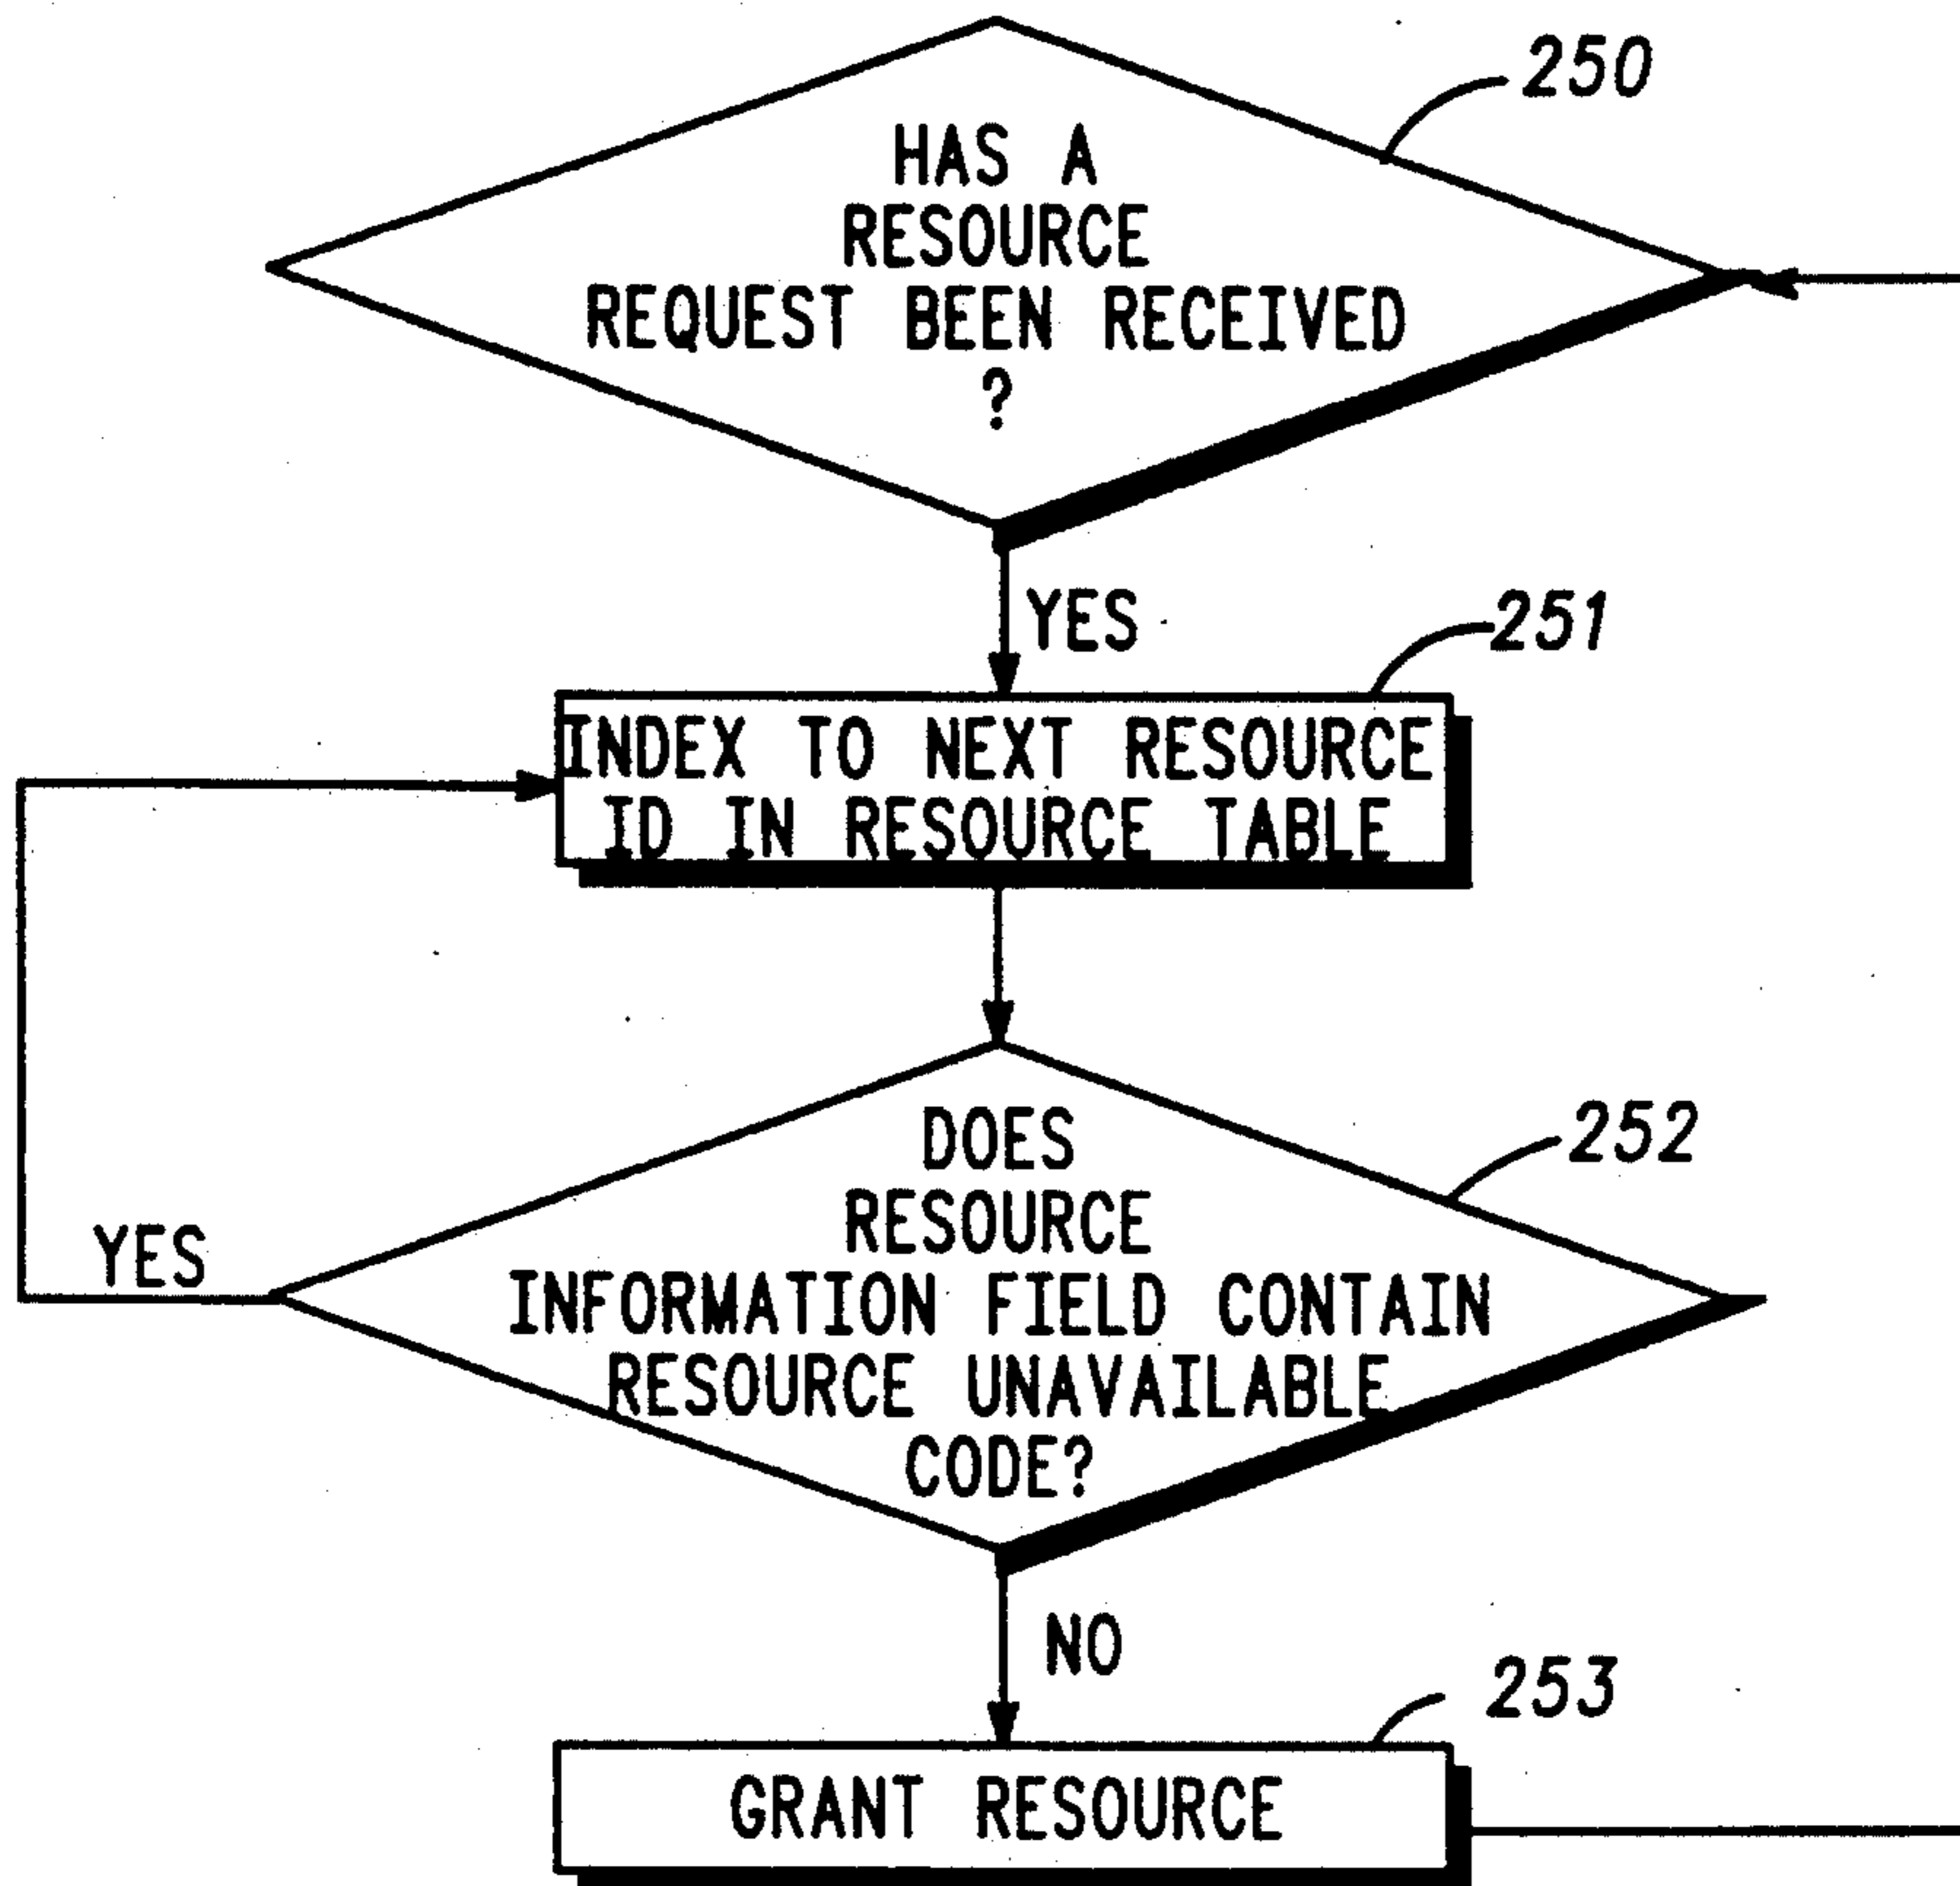 250
HAS A
RESOURCE
REQUEST BEEN RECEIVED
?
YES
251
INDEX TO NEXT RESOURCE
ID IN RESOURCE TABLE
252
DOES
RESOURCE
INFORMATION FIELD CONTAIN
RESOURCE UNAVAILABLE
CODE?
YES
NO
253
GRANT RESOURCE